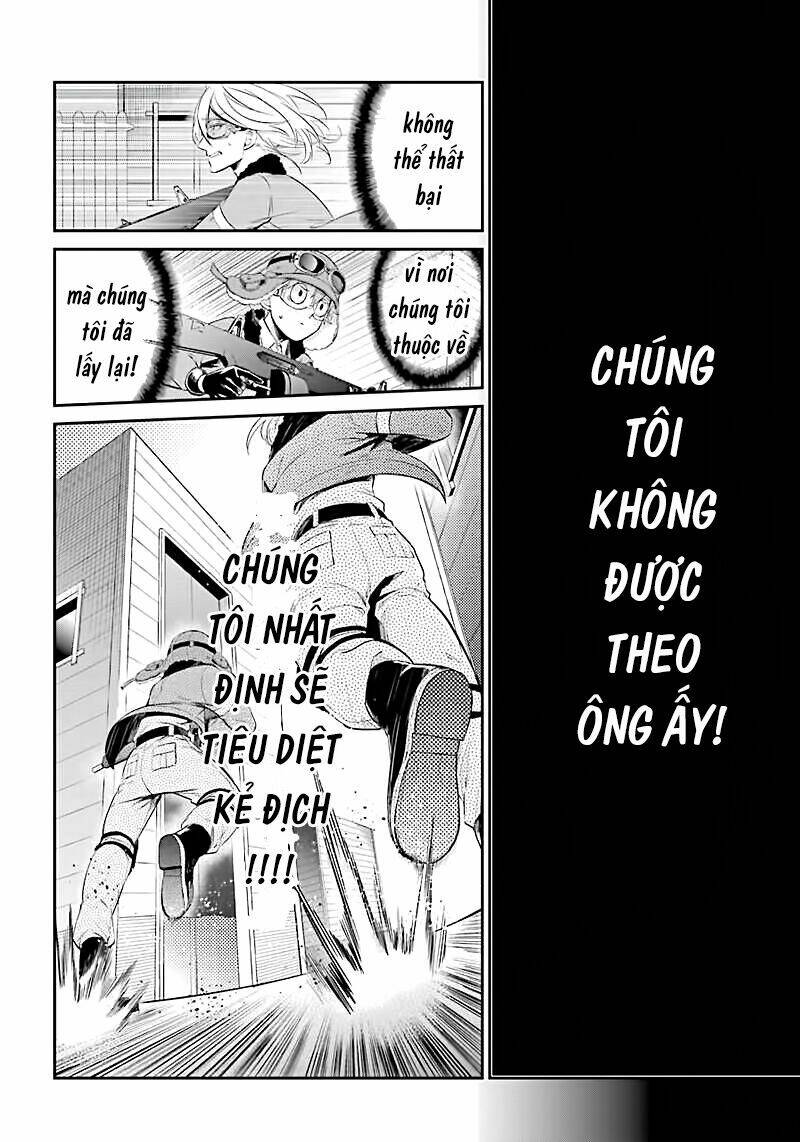 CHÚNG
TÔI
KHÔNG
ĐƯỢC
THEO
ÔNG ẤY!
không
thể thất
bại
vì nơi
chúng tôi
thuộc về
mà chúng
tôi đã
lấy lại!
CHÚNG
TÔI NHẤT
ĐỊNH SẼ
TIÊU DIỆT
KẺ ĐỊCH
!!!!